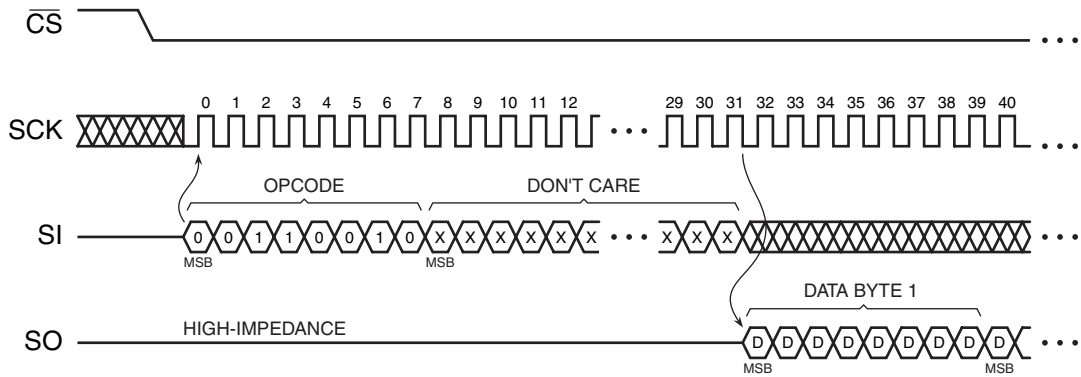 CS
0 1 2 3 4 5 6 7 8 9 10 11 12 29 30 31 32 33 34 35 36 37 38 39 40
SCK
OPCODE DON'T CARE
SI 0 0 1 1 0 0 1 0 X X X X X X X X X
MSB MSB
DATA BYTE 1
HIGH-IMPEDANCE
SO D D D D D D D D D
MSB MSB